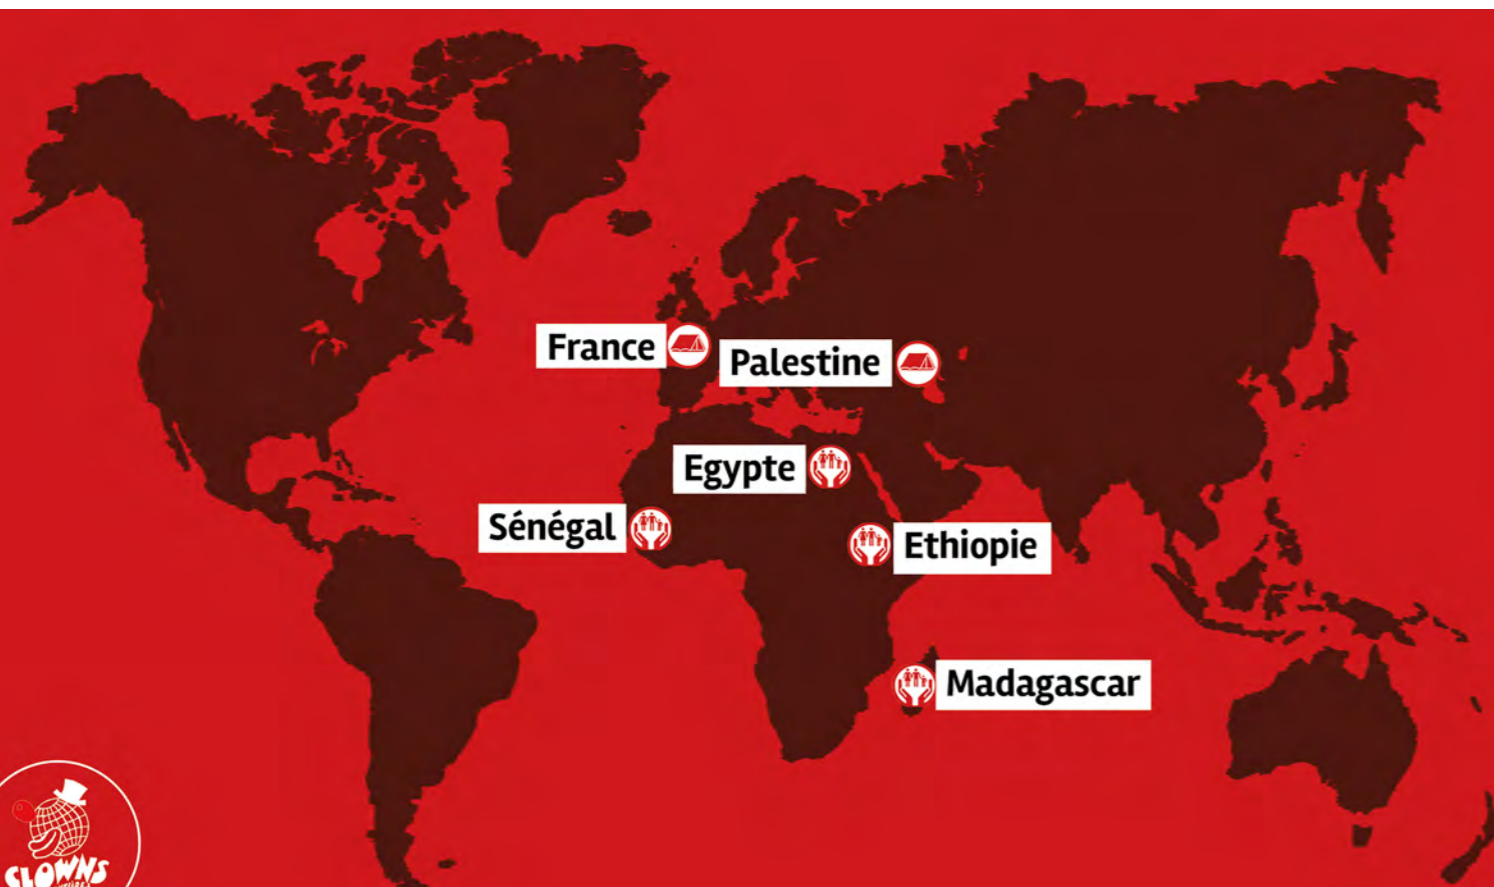 France
Palestine
Egypte
Sénégal
Ethiopie
Madagascar
CLOWNS